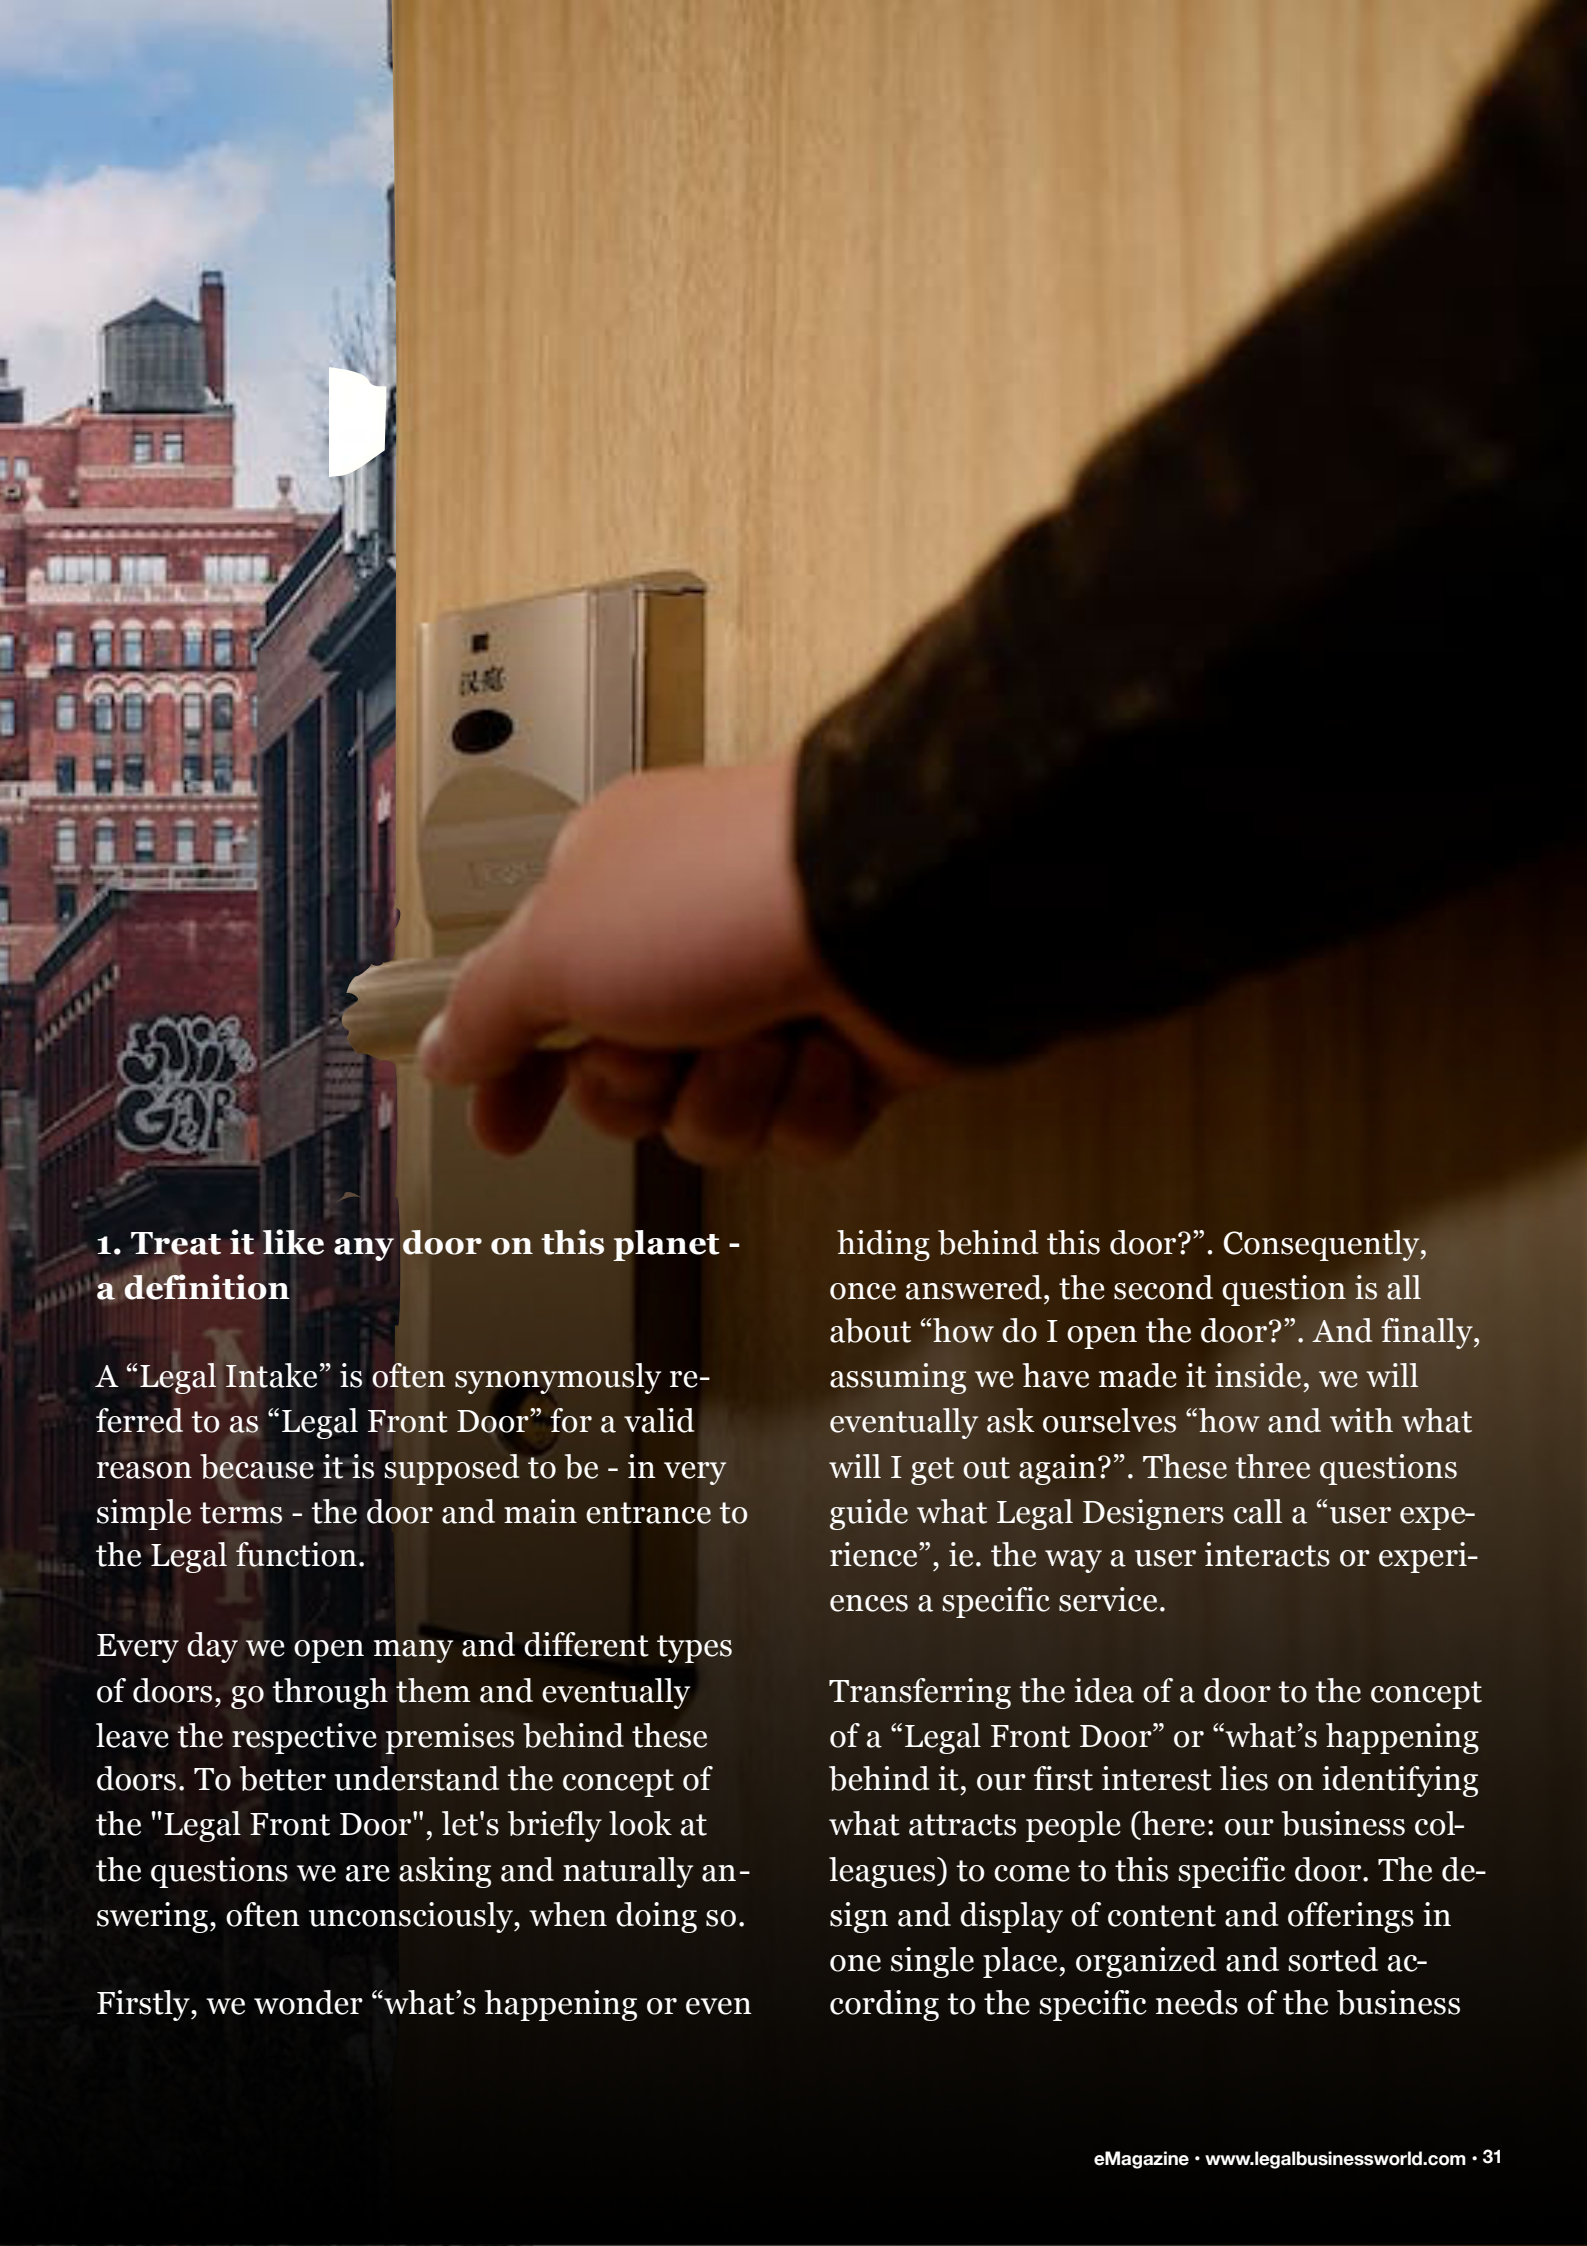 汉庭
1. Treat it like any door on this planet -
a definition
A “Legal Intake” is often synonymously re-
ferred to as “Legal Front Door” for a valid
reason because it is supposed to be - in very
simple terms - the door and main entrance to
the Legal function.
Every day we open many and different types
of doors, go through them and eventually
leave the respective premises behind these
doors. To better understand the concept of
the "Legal Front Door", let's briefly look at
the questions we are asking and naturally an-
swering, often unconsciously, when doing so.
Firstly, we wonder “what’s happening or even
hiding behind this door?”. Consequently,
once answered, the second question is all
about “how do I open the door?”. And finally,
assuming we have made it inside, we will
eventually ask ourselves “how and with what
will I get out again?”. These three questions
guide what Legal Designers call a “user expe-
rience”, ie. the way a user interacts or experi-
ences a specific service.
Transferring the idea of a door to the concept
of a “Legal Front Door” or “what’s happening
behind it, our first interest lies on identifying
what attracts people (here: our business col-
leagues) to come to this specific door. The de-
sign and display of content and offerings in
one single place, organized and sorted ac-
cording to the specific needs of the business
eMagazine • www.legalbusinessworld.com • 31